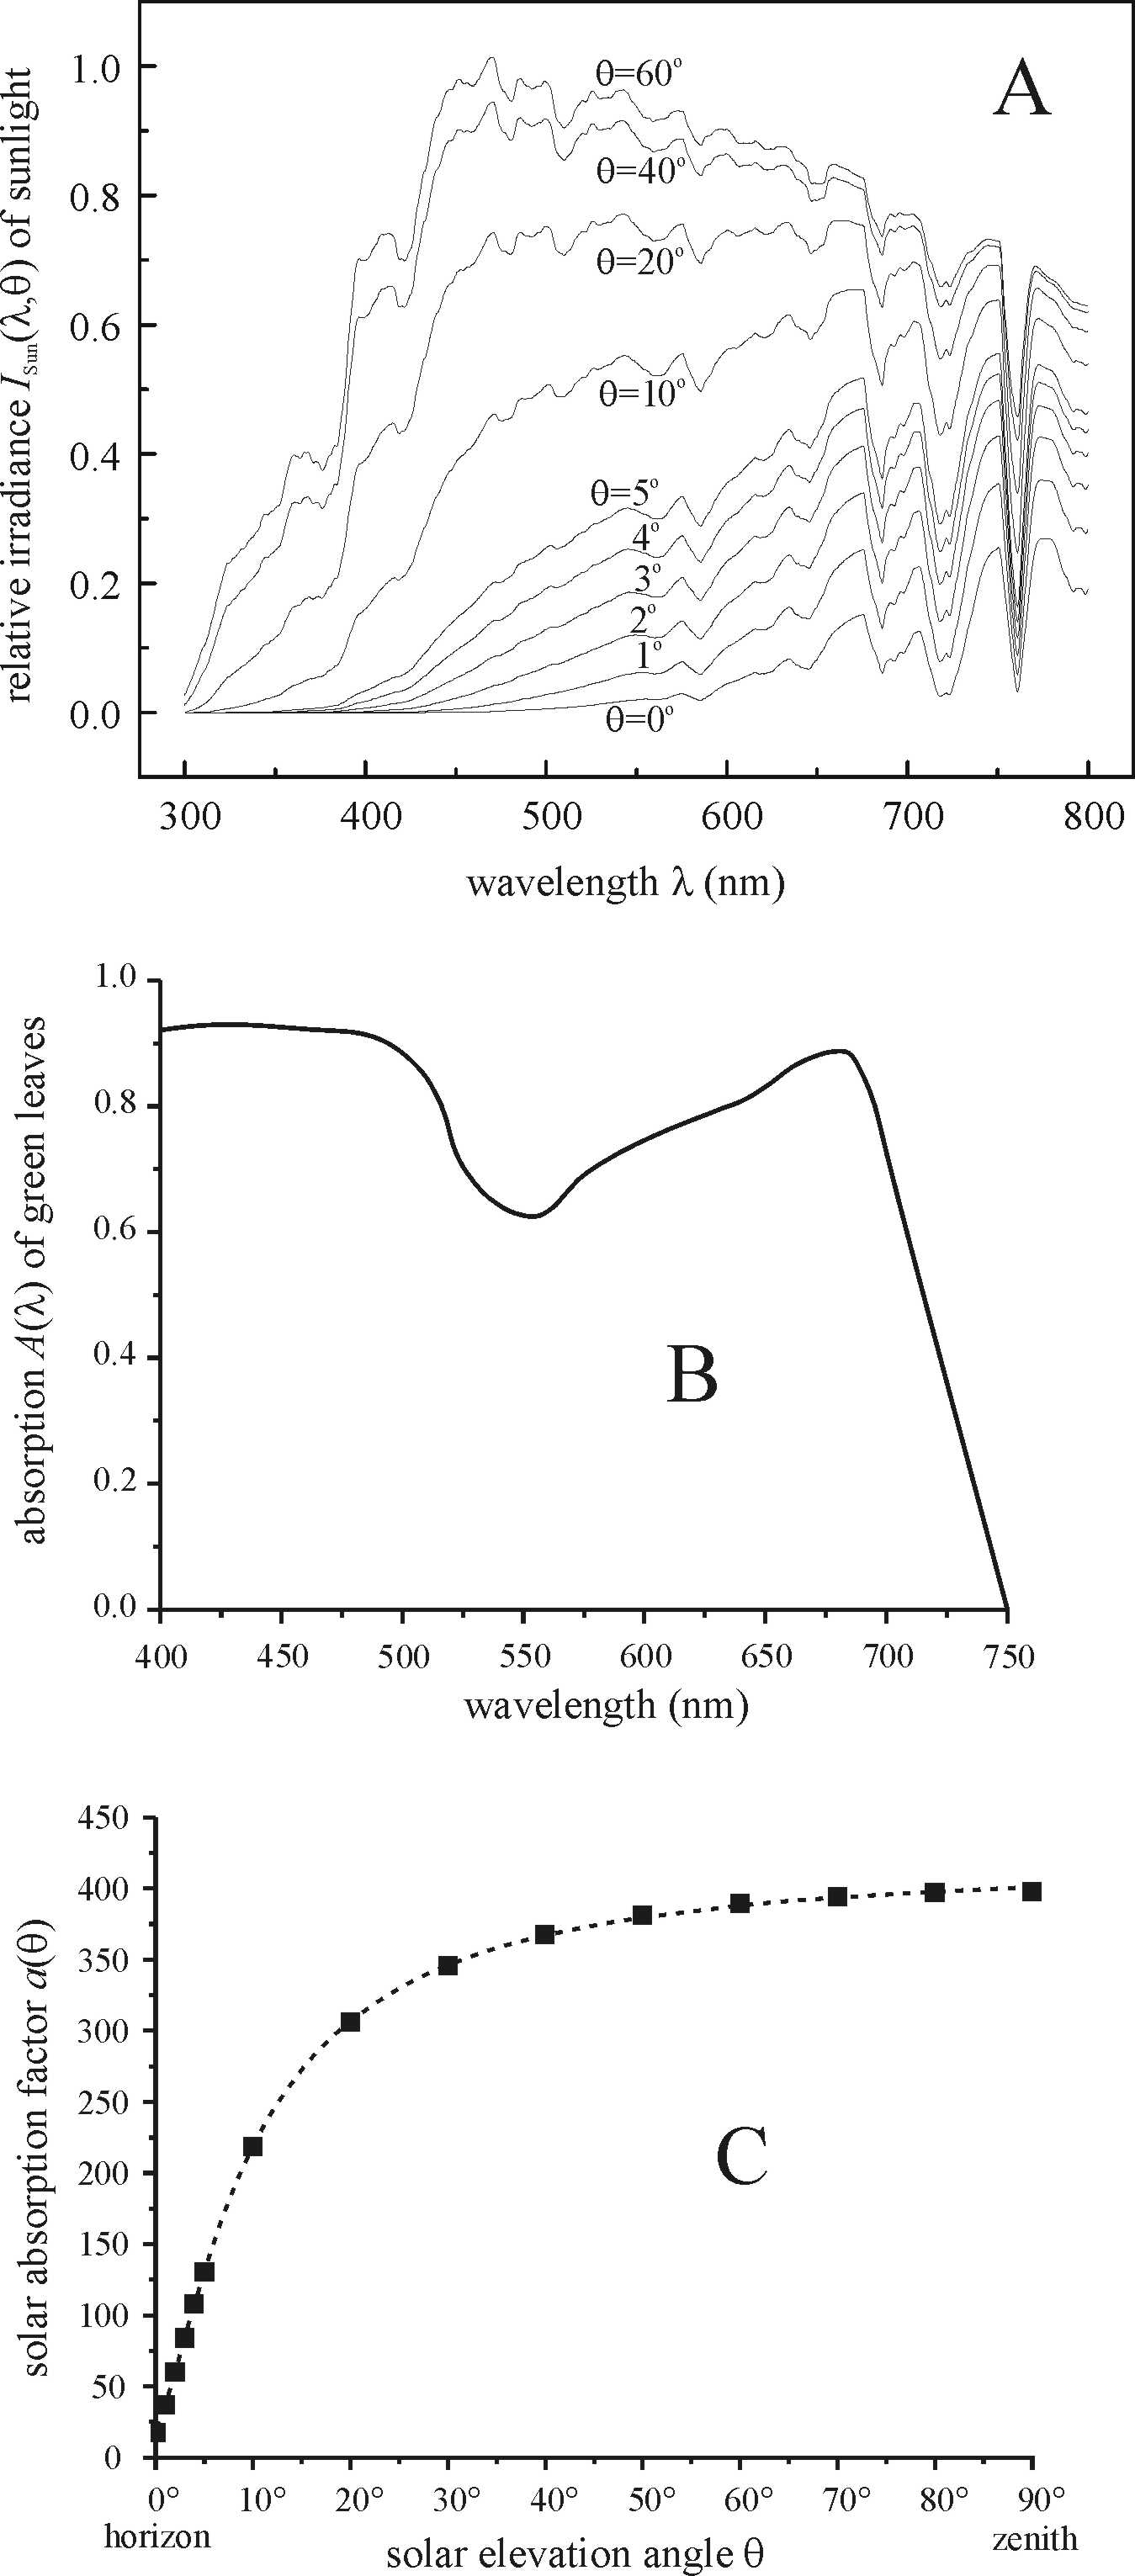 relative irradiance Isun(λ,θ) of sunlight
1.0
0.8
0.6
0.4
0.2
0.0
A
θ=60°
θ=40°
θ=20°
θ=10°
θ=5°
4°
3°
2°
1°
θ=0°
300 400 500 600 700 800
wavelength λ (nm)
absorption A(λ) of green leaves
1.0
0.8
0.6
0.4
0.2
0.0
B
400 450 500 550 600 650 700 750
wavelength (nm)
solar absorption factor a(θ)
450
400
350
300
250
200
150
100
50
0
C
0° 10° 20° 30° 40° 50° 60° 70° 80° 90°
horizon zenith
solar elevation angle θ